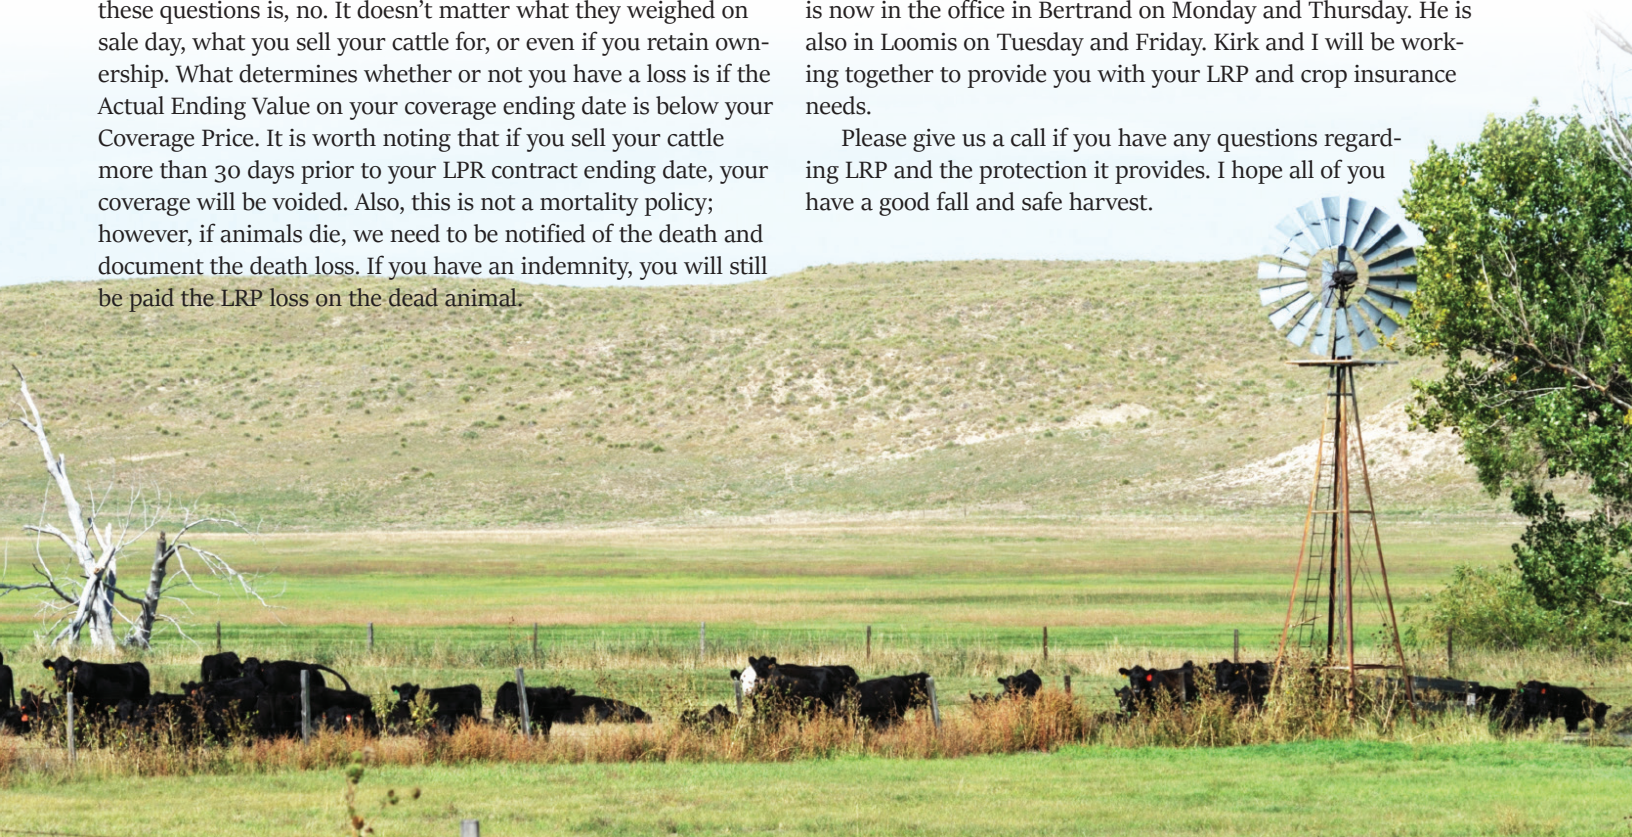 these questions is, no. It doesn’t matter what they weighed on
sale day, what you sell your cattle for, or even if you retain own-
ership. What determines whether or not you have a loss is if the
Actual Ending Value on your coverage ending date is below your
Coverage Price. It is worth noting that if you sell your cattle
more than 30 days prior to your LPR contract ending date, your
coverage will be voided. Also, this is not a mortality policy;
however, if animals die, we need to be notified of the death and
document the death loss. If you have an indemnity, you will still
be paid the LRP loss on the dead animal.
is now in the office in Bertrand on Monday and Thursday. He is
also in Loomis on Tuesday and Friday. Kirk and I will be work-
ing together to provide you with your LRP and crop insurance
needs.
Please give us a call if you have any questions regard-
ing LRP and the protection it provides. I hope all of you
have a good fall and safe harvest.